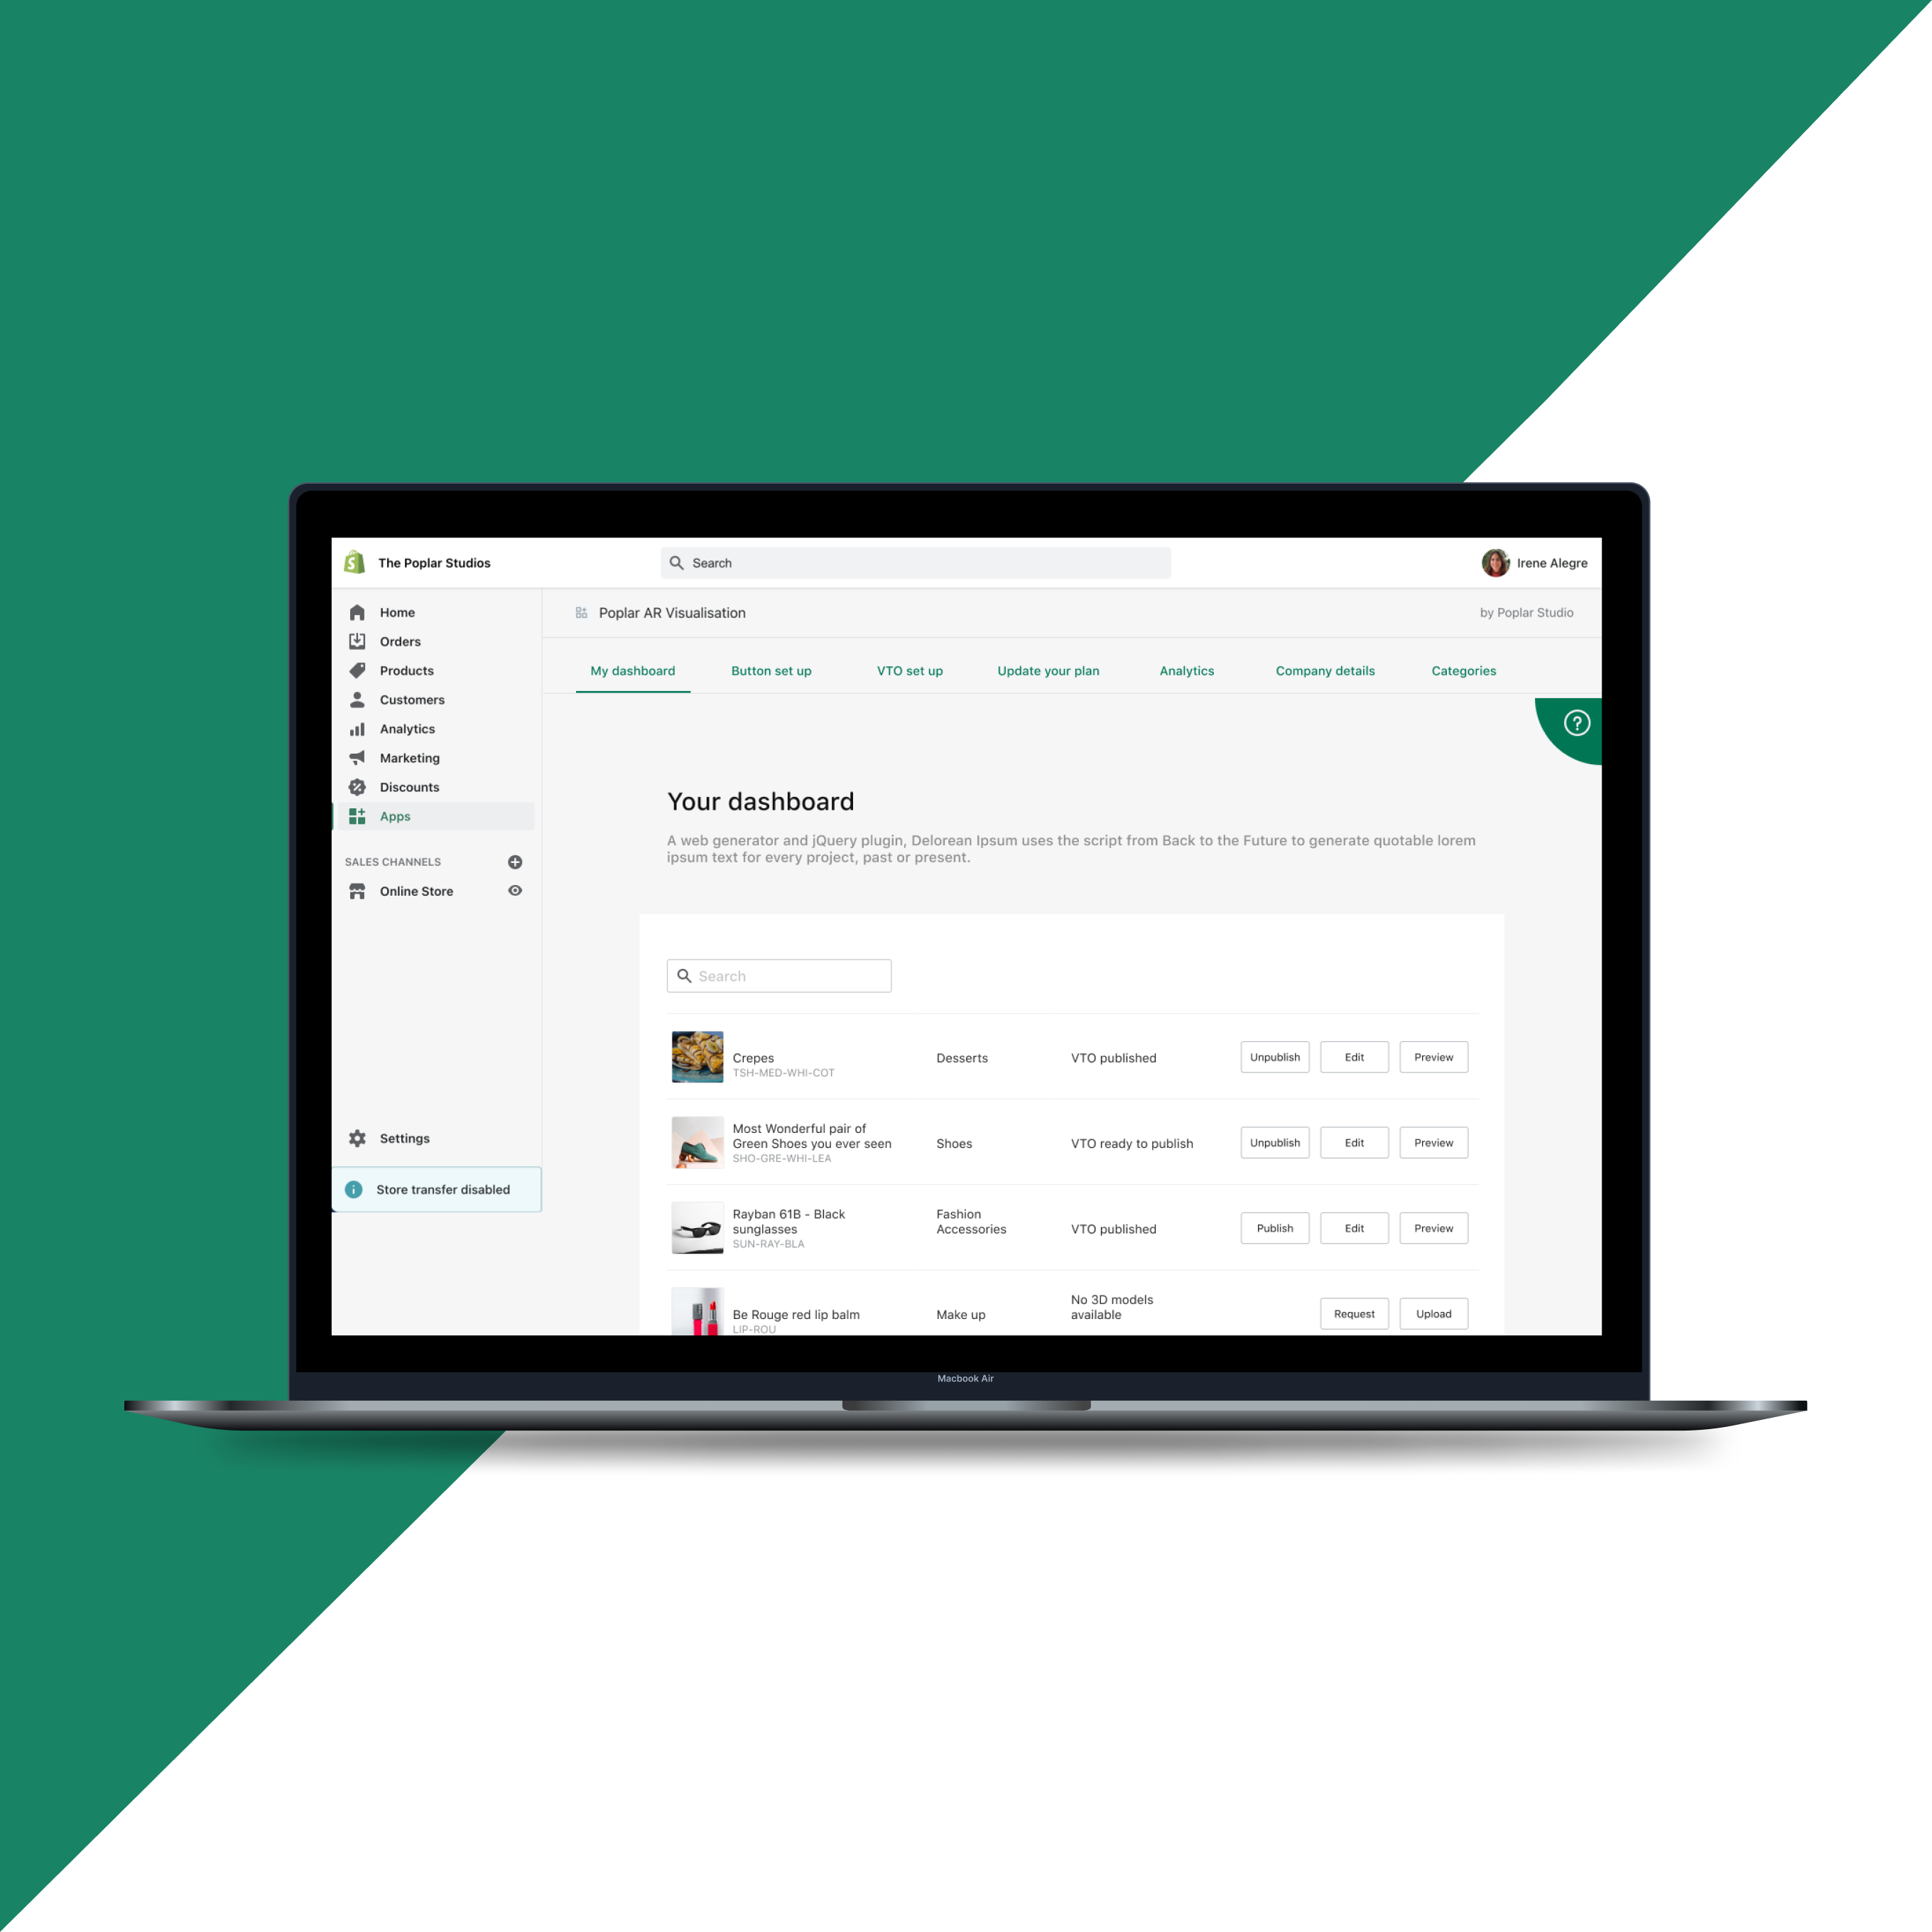 The Poplar Studios
Search
Irene Alegre
Home
Orders
Products
Customers
Analytics
Marketing
Discounts
Apps
SALES CHANNELS
Online Store
Settings
Store transfer disabled
Poplar AR Visualisation
by Poplar Studio
My dashboard
Button set up
VTO set up
Update your plan
Analytics
Company details
Categories
?
Your dashboard
A web generator and jQuery plugin, Delorean Ipsum uses the script from Back to the Future to generate quotable lorem
ipsum text for every project, past or present.
Search
Crepes
TSH-MED-WHI-COT
Desserts
VTO published
Unpublish
Edit
Preview
Most Wonderful pair of
Green Shoes you ever seen
SHO-GRE-WHI-LEA
Shoes
VTO ready to publish
Unpublish
Edit
Preview
Rayban 61B - Black
sunglasses
SUN-RAY-BLA
Fashion
Accessories
VTO published
Publish
Edit
Preview
Be Rouge red lip balm
LIP-ROU
Make up
No 3D models
available
Request
Upload
Macbook Air